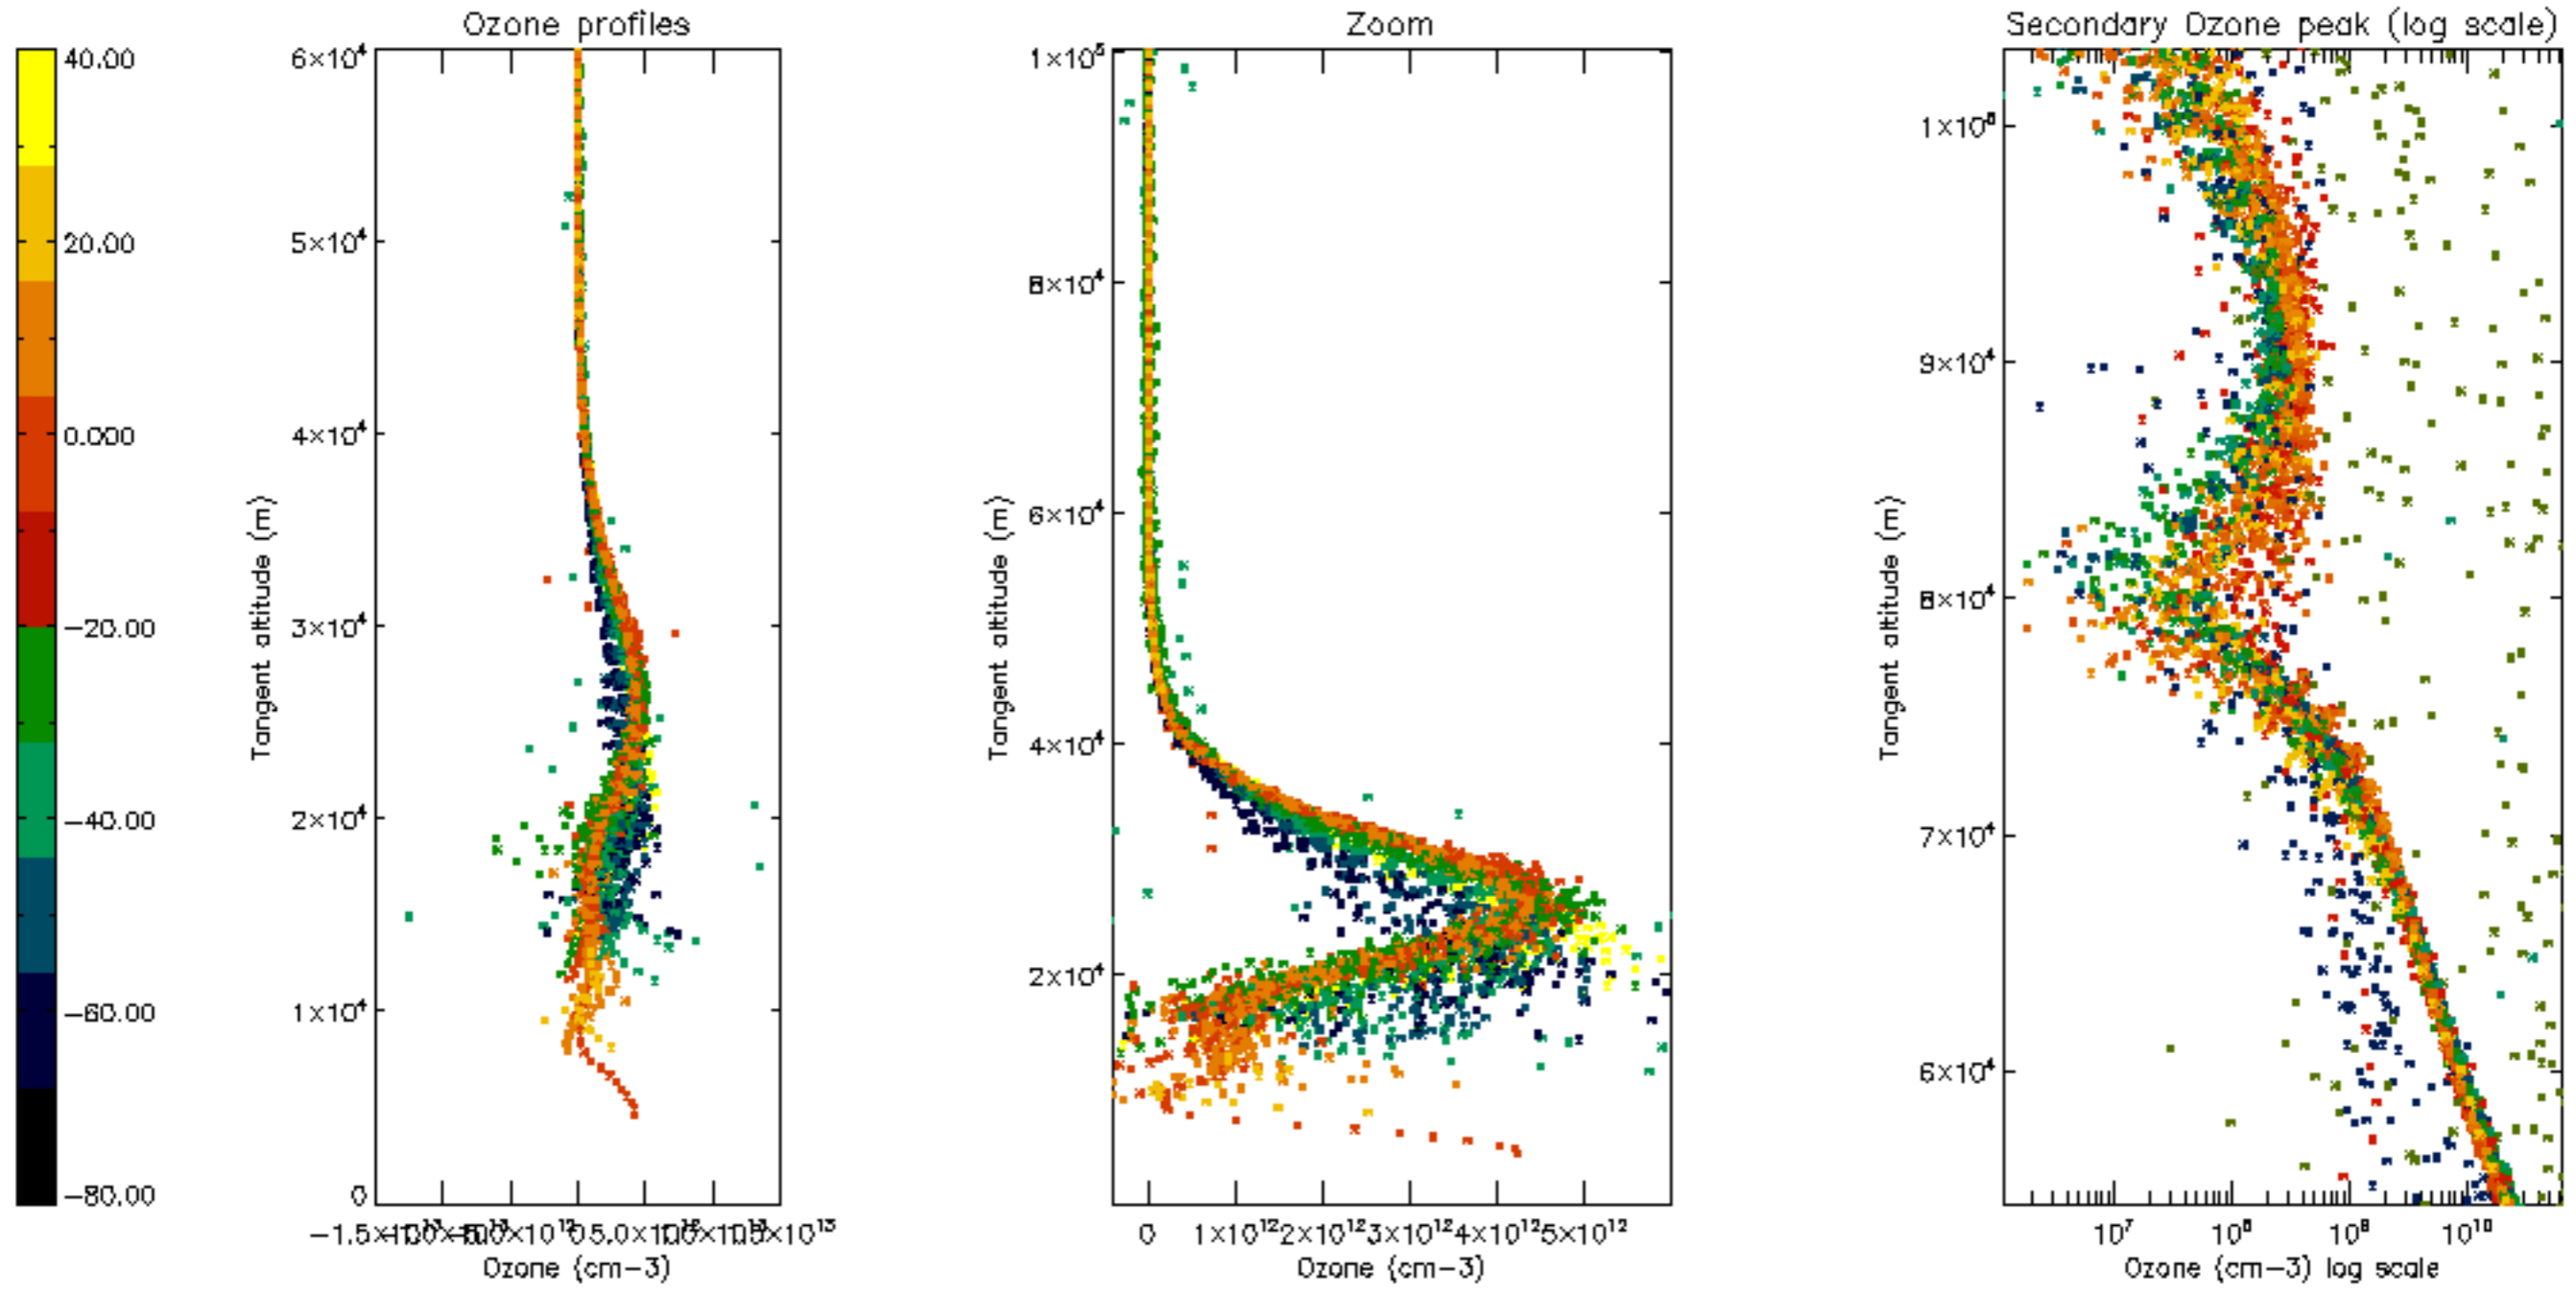 Ozone profiles
Zoom
Secondary Ozone peak (log scale)
40.00
20.00
0.000
−20.00
−40.00
−60.00
−80.00
6×10⁴
5×10⁴
4×10⁴
3×10⁴
2×10⁴
1×10⁴
0
Tangent altitude (m)
Ozone (cm−3)
1×10⁵
8×10⁴
6×10⁴
4×10⁴
2×10⁴
Tangent altitude (m)
0 1×10¹² 2×10¹² 3×10¹² 4×10¹² 5×10¹²
Ozone (cm−3)
1×10⁵
9×10⁴
8×10⁴
7×10⁴
6×10⁴
Tangent altitude (m)
10⁷ 10⁸ 10⁹ 10¹⁰
Ozone (cm−3) log scale